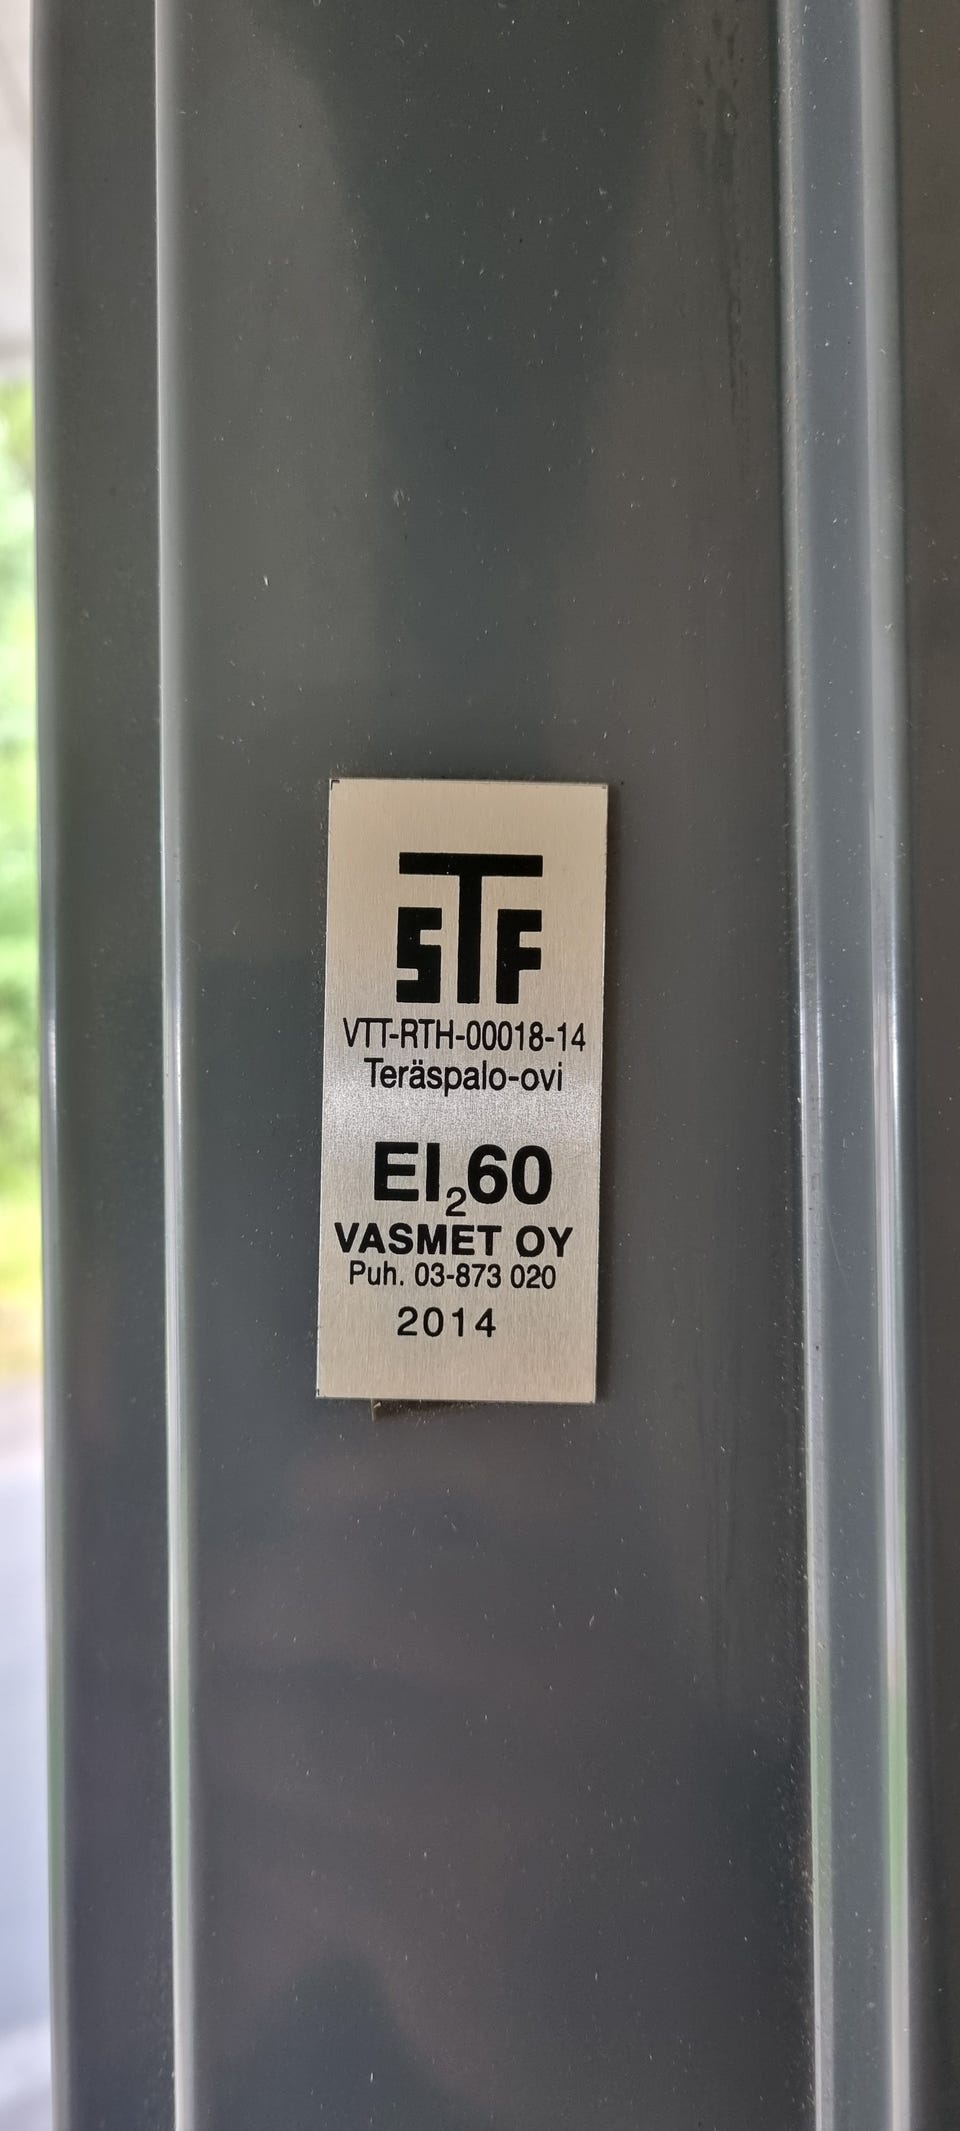 STF
VTT-RTH-00018-14
Teräspalo-ovi
EI₂60
VASMET OY
Puh. 03-873 020
2014